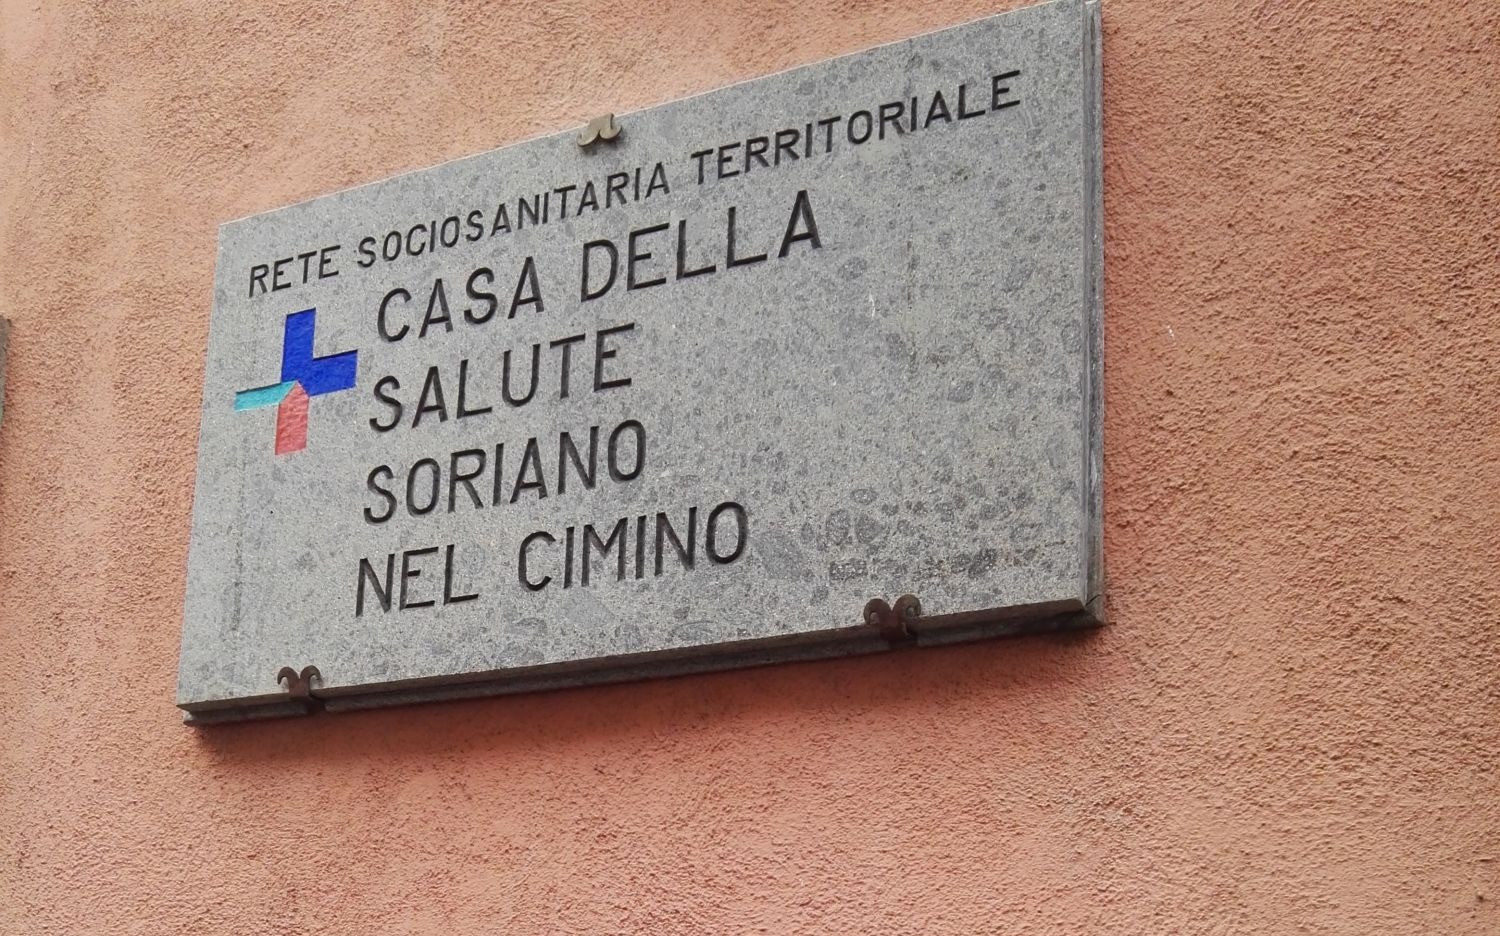 RETE SOCIOSANITARIA TERRITORIALE
CASA DELLA
SALUTE
SORIANO
NEL CIMINO